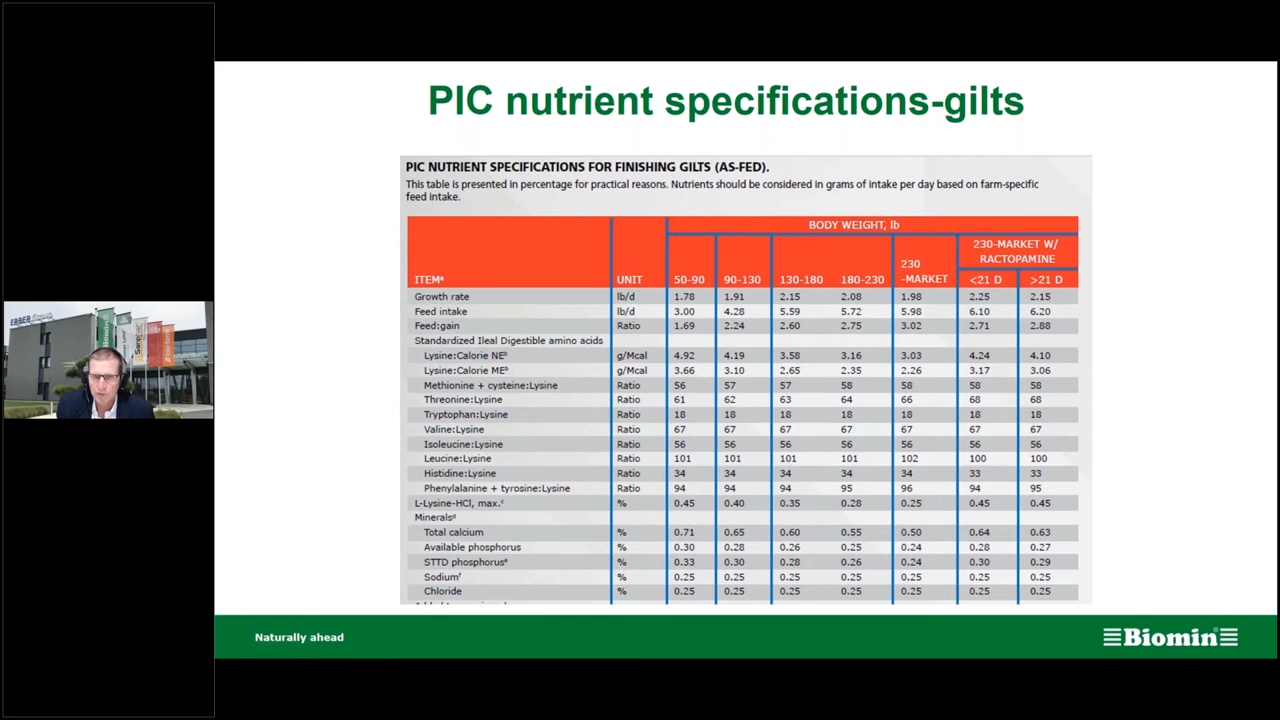 PIC nutrient specifications-gilts
PIC NUTRIENT SPECIFICATIONS FOR FINISHING GILTS (AS-FED).
This table is presented in percentage for practical reasons. Nutrients should be considered in grams of intake per day based on farm-specific
feed intake.
BODY WEIGHT, lb
230-MARKET W/
RACTOPAMINE
ITEMᵃ UNIT 50-90 90-130 130-180 180-230 230 -MARKET <21 D >21 D
Growth rate lb/d 1.78 1.91 2.15 2.08 1.98 2.25 2.15
Feed intake lb/d 3.00 4.28 5.59 5.72 5.98 6.10 6.20
Feed:gain Ratio 1.69 2.24 2.60 2.75 3.02 2.71 2.88
Standardized Ileal Digestible amino acids
Lysine:Calorie NEᵇ g/Mcal 4.92 4.19 3.58 3.16 3.03 4.24 4.10
Lysine:Calorie MEᵇ g/Mcal 3.66 3.10 2.65 2.35 2.26 3.17 3.06
Methionine + cysteine:Lysine Ratio 56 57 57 58 58 58 58
Threonine:Lysine Ratio 61 62 63 64 66 68 68
Tryptophan:Lysine Ratio 18 18 18 18 18 18 18
Valine:Lysine Ratio 67 67 67 67 67 67 67
Isoleucine:Lysine Ratio 56 56 56 56 56 56 56
Leucine:Lysine Ratio 101 101 101 101 102 100 100
Histidine:Lysine Ratio 34 34 34 34 34 33 33
Phenylalanine + tyrosine:Lysine Ratio 94 94 94 95 96 94 95
L-Lysine-HCl, max.ᶜ % 0.45 0.40 0.35 0.28 0.25 0.45 0.45
Mineralsᵈ
Total calcium % 0.71 0.65 0.60 0.55 0.50 0.64 0.63
Available phosphorus % 0.30 0.28 0.26 0.25 0.24 0.28 0.27
STTD phosphorusᵉ % 0.33 0.30 0.28 0.26 0.24 0.30 0.29
Sodiumᶠ % 0.25 0.25 0.25 0.25 0.25 0.25 0.25
Chloride % 0.25 0.25 0.25 0.25 0.25 0.25 0.25
ERBER Group
Biomin
Naturally ahead
Biomin®